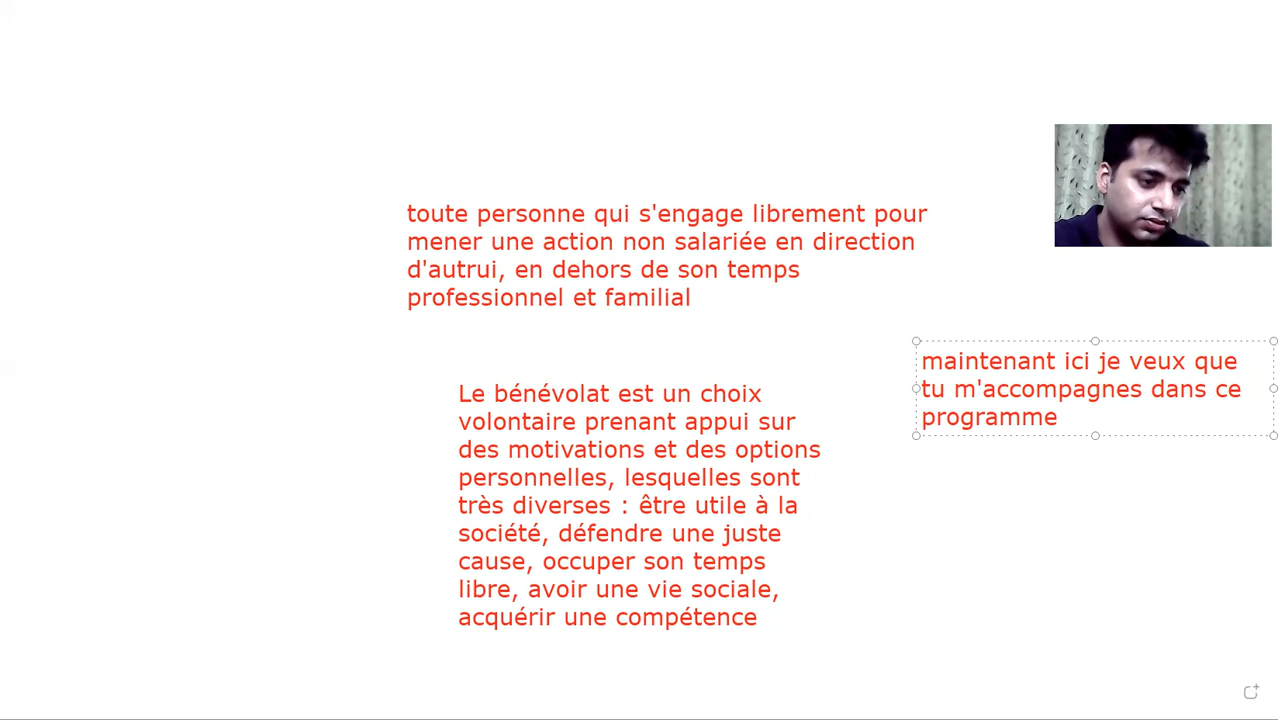 toute personne qui s'engage librement pour
mener une action non salariée en direction
d'autrui, en dehors de son temps
professionnel et familial
maintenant ici je veux que
tu m'accompagnes dans ce
programme
Le bénévolat est un choix
volontaire prenant appui sur
des motivations et des options
personnelles, lesquelles sont
très diverses : être utile à la
société, défendre une juste
cause, occuper son temps
libre, avoir une vie sociale,
acquérir une compétence